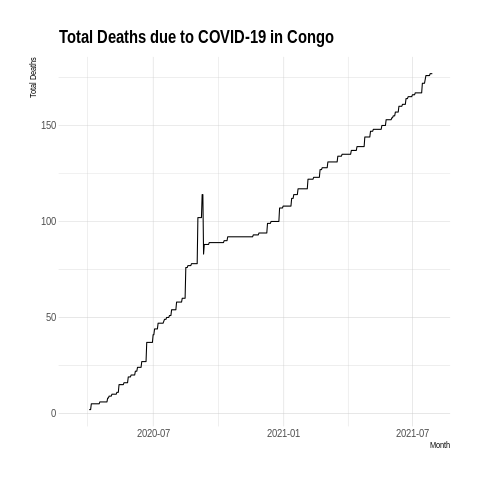 Total Deaths due to COVID-19 in Congo
Total Deaths
150
100
50
0
2020-07
2021-01
2021-07
Month